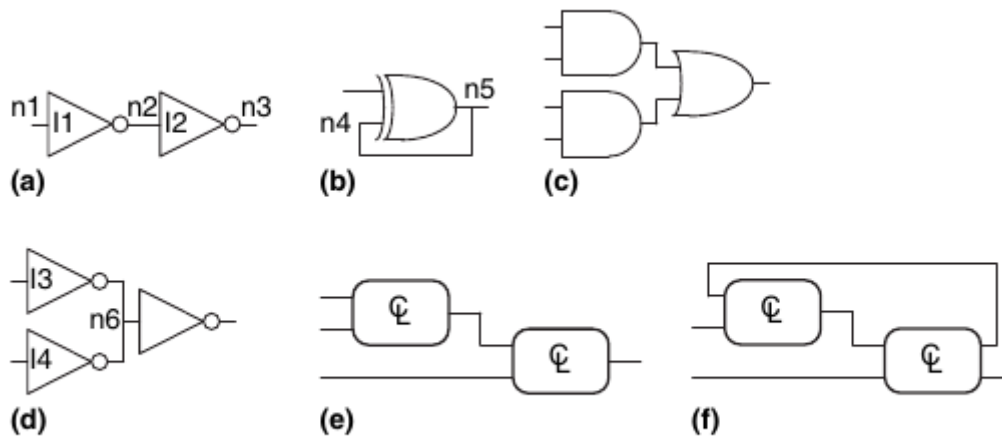 n1 I1 n2 I2 n3
(a)
n4 n5
(b)
(c)
I3
n6
I4
(d)
CL
CL
(e)
CL
CL
(f)